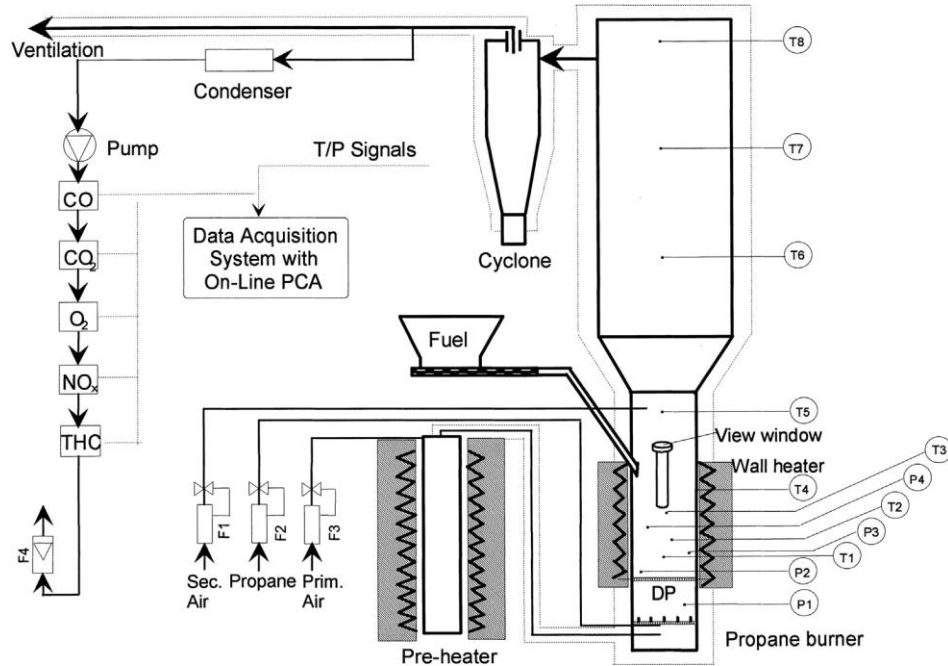 Ventilation
Condenser
Pump
T/P Signals
CO
CO₂
O₂
NOₓ
THC
F4
Data Acquisition
System with
On-Line PCA
Cyclone
T8
T7
T6
Fuel
T5
View window
T3
Wall heater
T4
P4
T2
P3
T1
P2
DP
P1
F1
F2
F3
Sec.
Air
Propane
Prim.
Air
Pre-heater
Propane burner